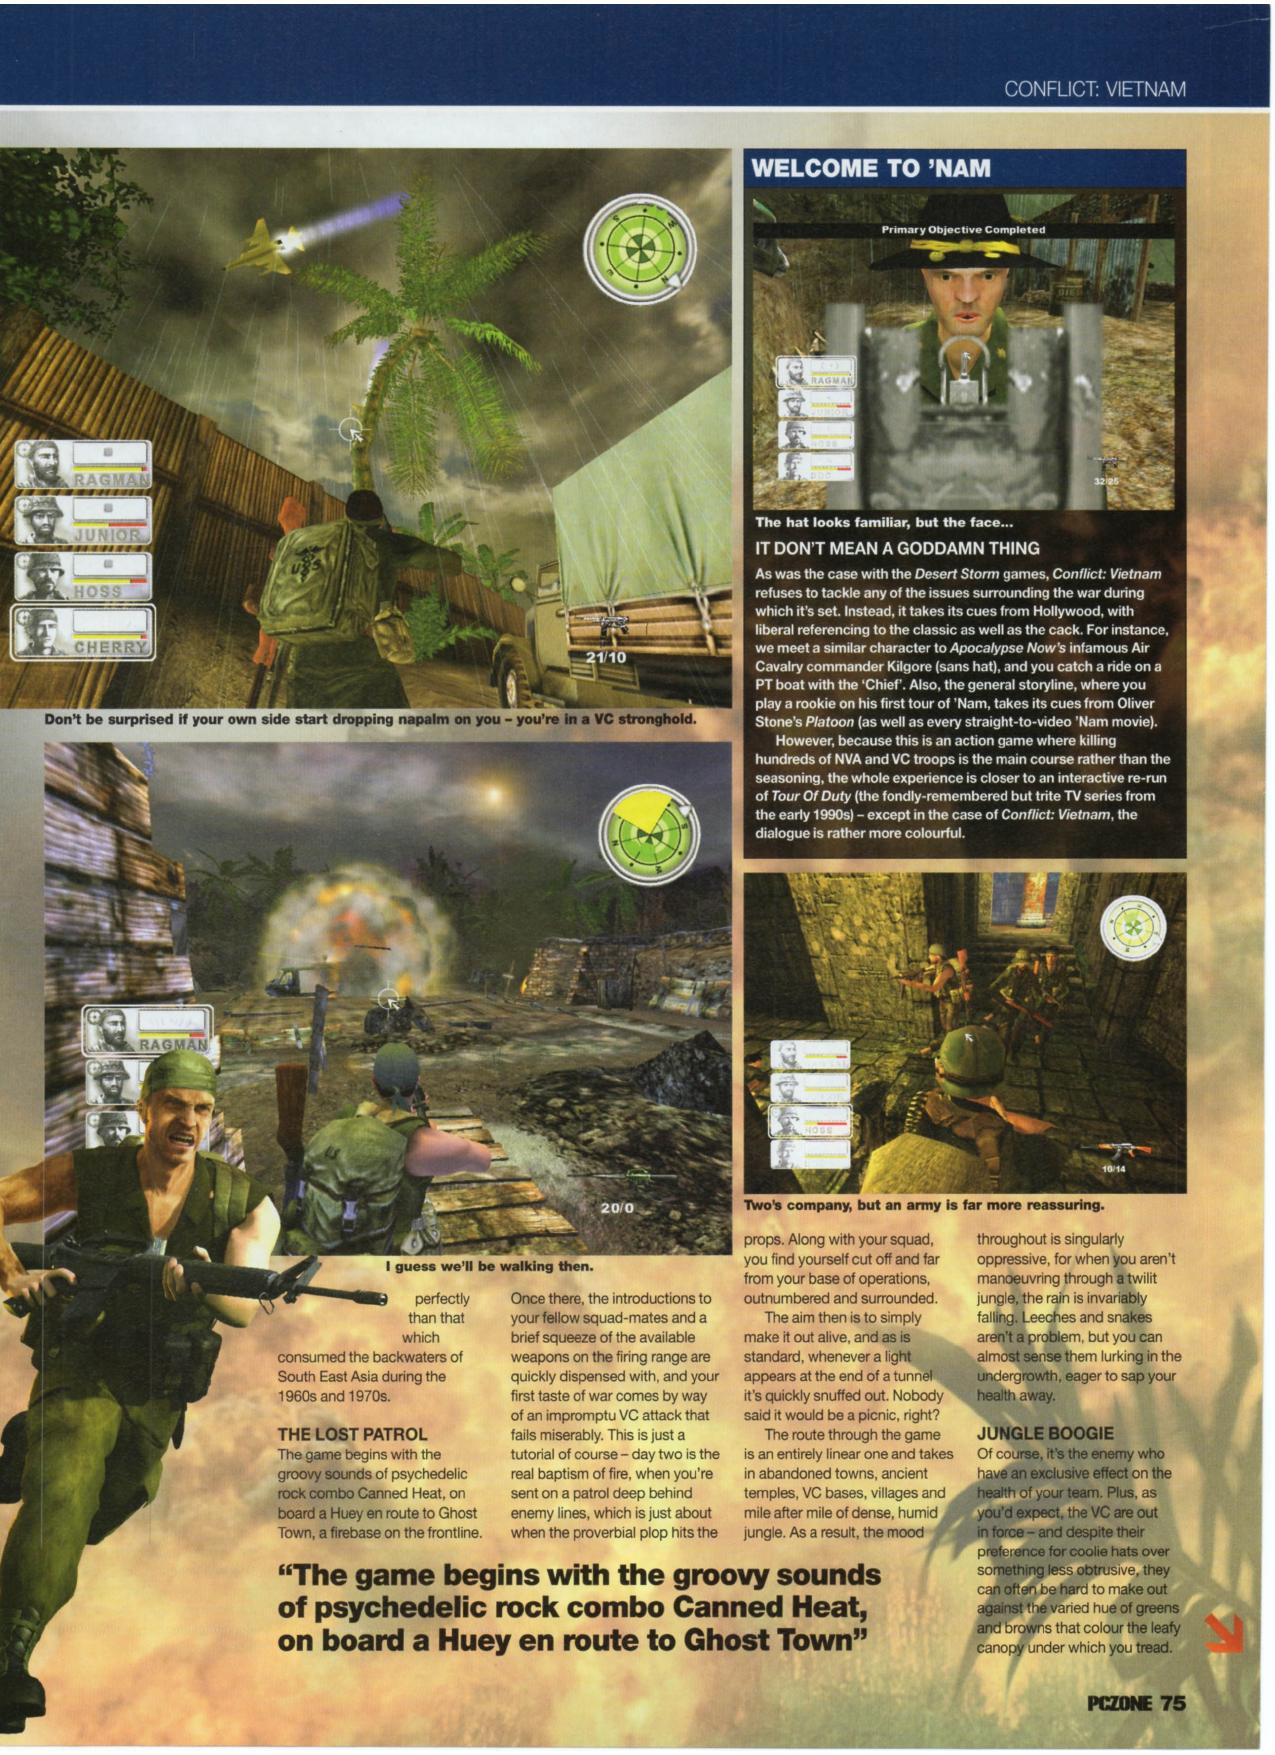 CONFLICT: VIETNAM
RAGMAN
JUNIOR
HOSS
CHERRY
21/10
Don't be surprised if your own side start dropping napalm on you – you're in a VC stronghold.
RAGMAN
20/0
I guess we'll be walking then.
WELCOME TO 'NAM
Primary Objective Completed
RAGMAN
JUNIOR
HOSS
DOC
32/25
The hat looks familiar, but the face...
IT DON'T MEAN A GODDAMN THING
As was the case with the Desert Storm games, Conflict: Vietnam
refuses to tackle any of the issues surrounding the war during
which it's set. Instead, it takes its cues from Hollywood, with
liberal referencing to the classic as well as the cack. For instance,
we meet a similar character to Apocalypse Now's infamous Air
Cavalry commander Kilgore (sans hat), and you catch a ride on a
PT boat with the 'Chief'. Also, the general storyline, where you
play a rookie on his first tour of 'Nam, takes its cues from Oliver
Stone's Platoon (as well as every straight-to-video 'Nam movie).
However, because this is an action game where killing
hundreds of NVA and VC troops is the main course rather than the
seasoning, the whole experience is closer to an interactive re-run
of Tour Of Duty (the fondly-remembered but trite TV series from
the early 1990s) – except in the case of Conflict: Vietnam, the
dialogue is rather more colourful.
HOSS
10/14
Two's company, but an army is far more reassuring.
perfectly
than that
which
consumed the backwaters of
South East Asia during the
1960s and 1970s.
THE LOST PATROL
The game begins with the
groovy sounds of psychedelic
rock combo Canned Heat, on
board a Huey en route to Ghost
Town, a firebase on the frontline.
Once there, the introductions to
your fellow squad-mates and a
brief squeeze of the available
weapons on the firing range are
quickly dispensed with, and your
first taste of war comes by way
of an impromptu VC attack that
fails miserably. This is just a
tutorial of course – day two is the
real baptism of fire, when you're
sent on a patrol deep behind
enemy lines, which is just about
when the proverbial plop hits the
props. Along with your squad,
you find yourself cut off and far
from your base of operations,
outnumbered and surrounded.
The aim then is to simply
make it out alive, and as is
standard, whenever a light
appears at the end of a tunnel
it's quickly snuffed out. Nobody
said it would be a picnic, right?
The route through the game
is an entirely linear one and takes
in abandoned towns, ancient
temples, VC bases, villages and
mile after mile of dense, humid
jungle. As a result, the mood
throughout is singularly
oppressive, for when you aren't
manoeuvring through a twilit
jungle, the rain is invariably
falling. Leeches and snakes
aren't a problem, but you can
almost sense them lurking in the
undergrowth, eager to sap your
health away.
JUNGLE BOOGIE
Of course, it's the enemy who
have an exclusive effect on the
health of your team. Plus, as
you'd expect, the VC are out
in force – and despite their
preference for coolie hats over
something less obtrusive, they
can often be hard to make out
against the varied hue of greens
and browns that colour the leafy
canopy under which you tread.
“The game begins with the groovy sounds
of psychedelic rock combo Canned Heat,
on board a Huey en route to Ghost Town”
PCZONE 75